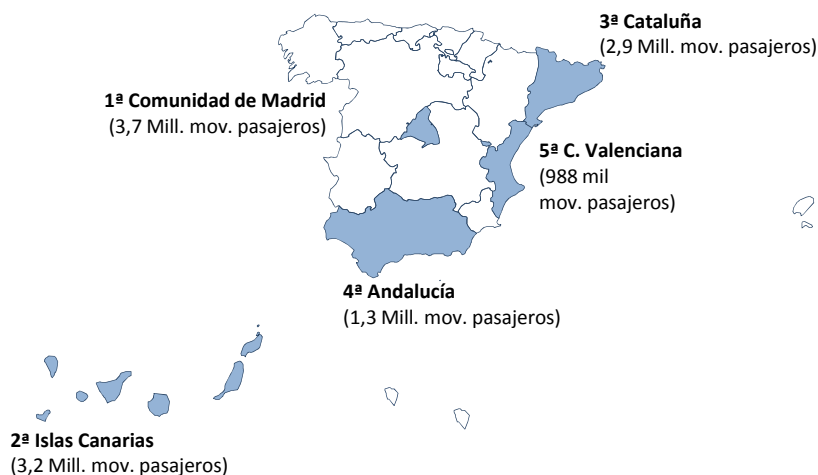 3ª Cataluña
(2,9 Mill. mov. pasajeros)
1ª Comunidad de Madrid
(3,7 Mill. mov. pasajeros)
5ª C. Valenciana
(988 mil
mov. pasajeros)
4ª Andalucía
(1,3 Mill. mov. pasajeros)
2ª Islas Canarias
(3,2 Mill. mov. pasajeros)